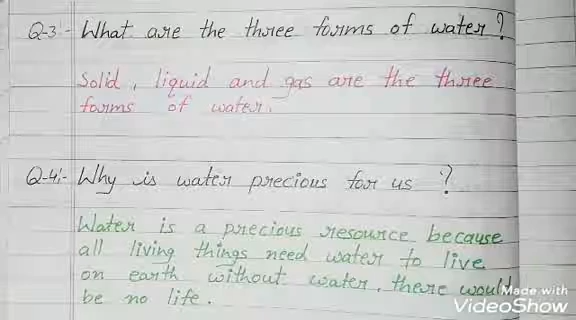 Q-3:- What are the three forms of water?
Solid, liquid and gas are the three
forms of water.
Q-4:- Why is water precious for us ?
Water is a precious resource because
all living things need water to live
on earth without water, there would
be no life.
Made with
VideoShow